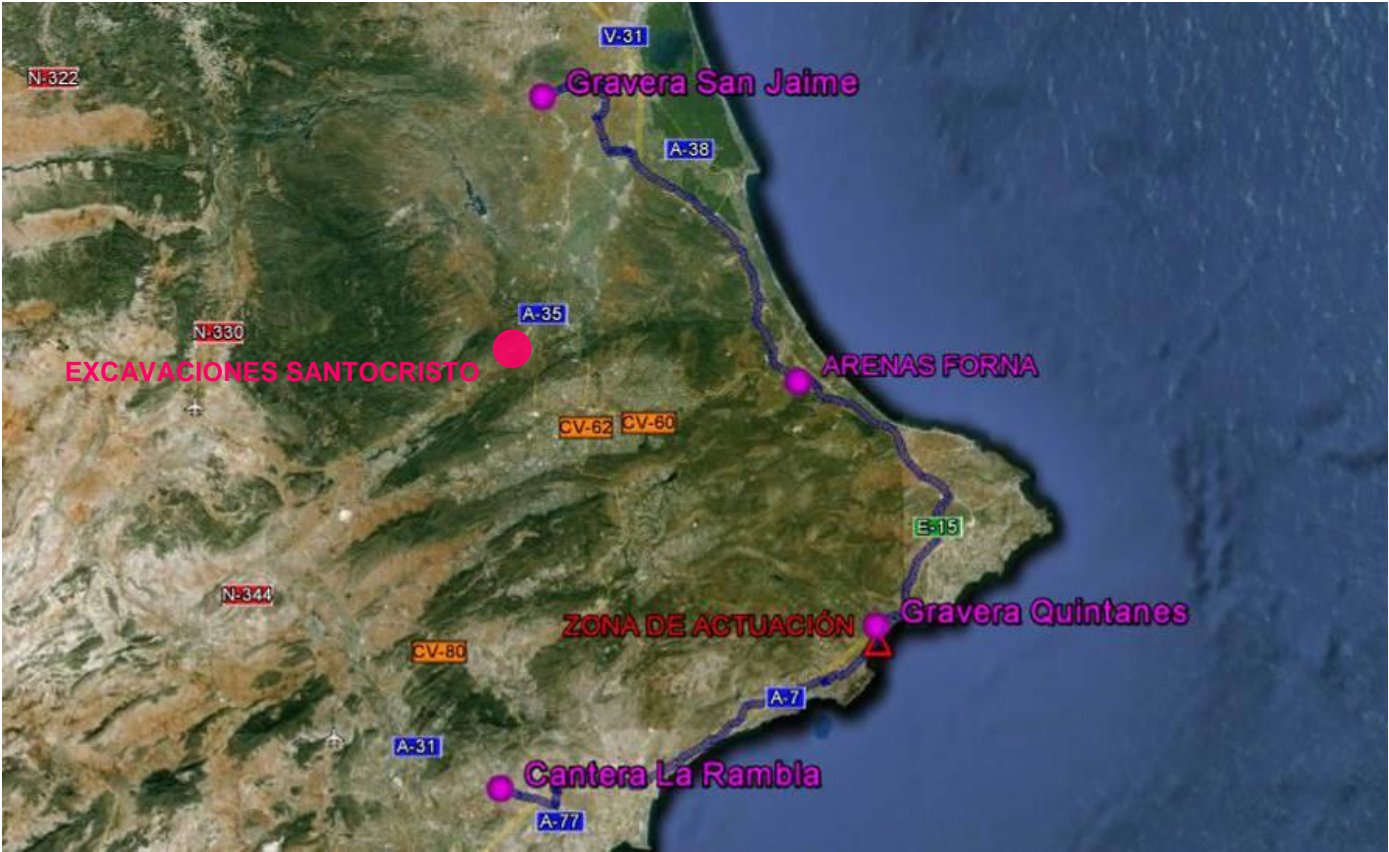 V-31
N-322
Gravera San Jaime
A-38
A-35
N-330
EXCAVACIONES SANTOCRISTO
ARENAS FORNA
CV-62
CV-60
E-15
N-344
Gravera Quintanes
ZONA DE ACTUACIÓN
CV-80
A-7
A-31
Cantera La Rambla
A-77